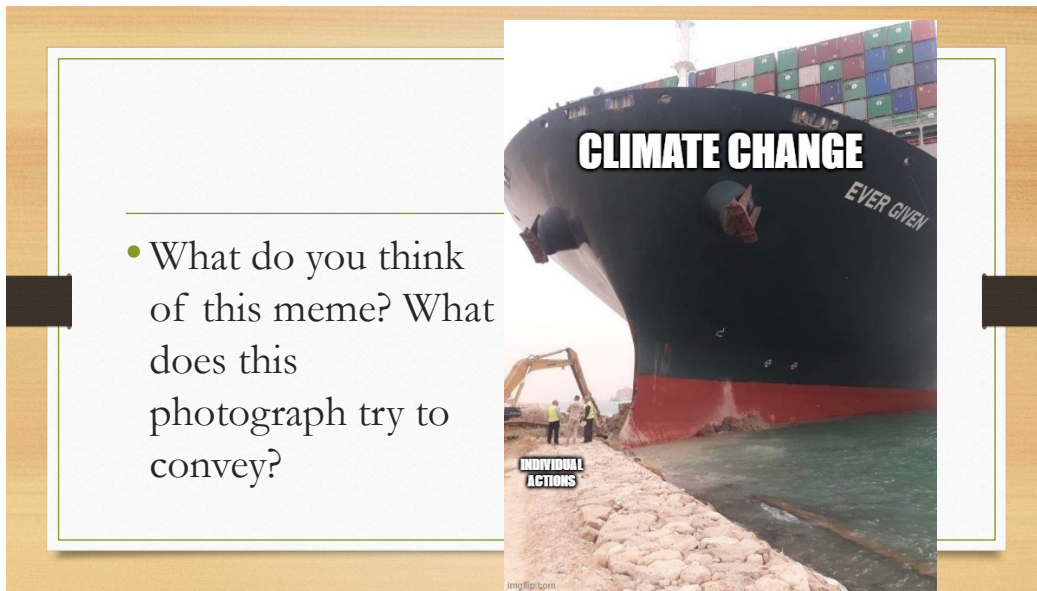 • What do you think
of this meme? What
does this
photograph try to
convey?
CLIMATE CHANGE
EVER GIVEN
INDIVIDUAL
ACTIONS
imgflip.com